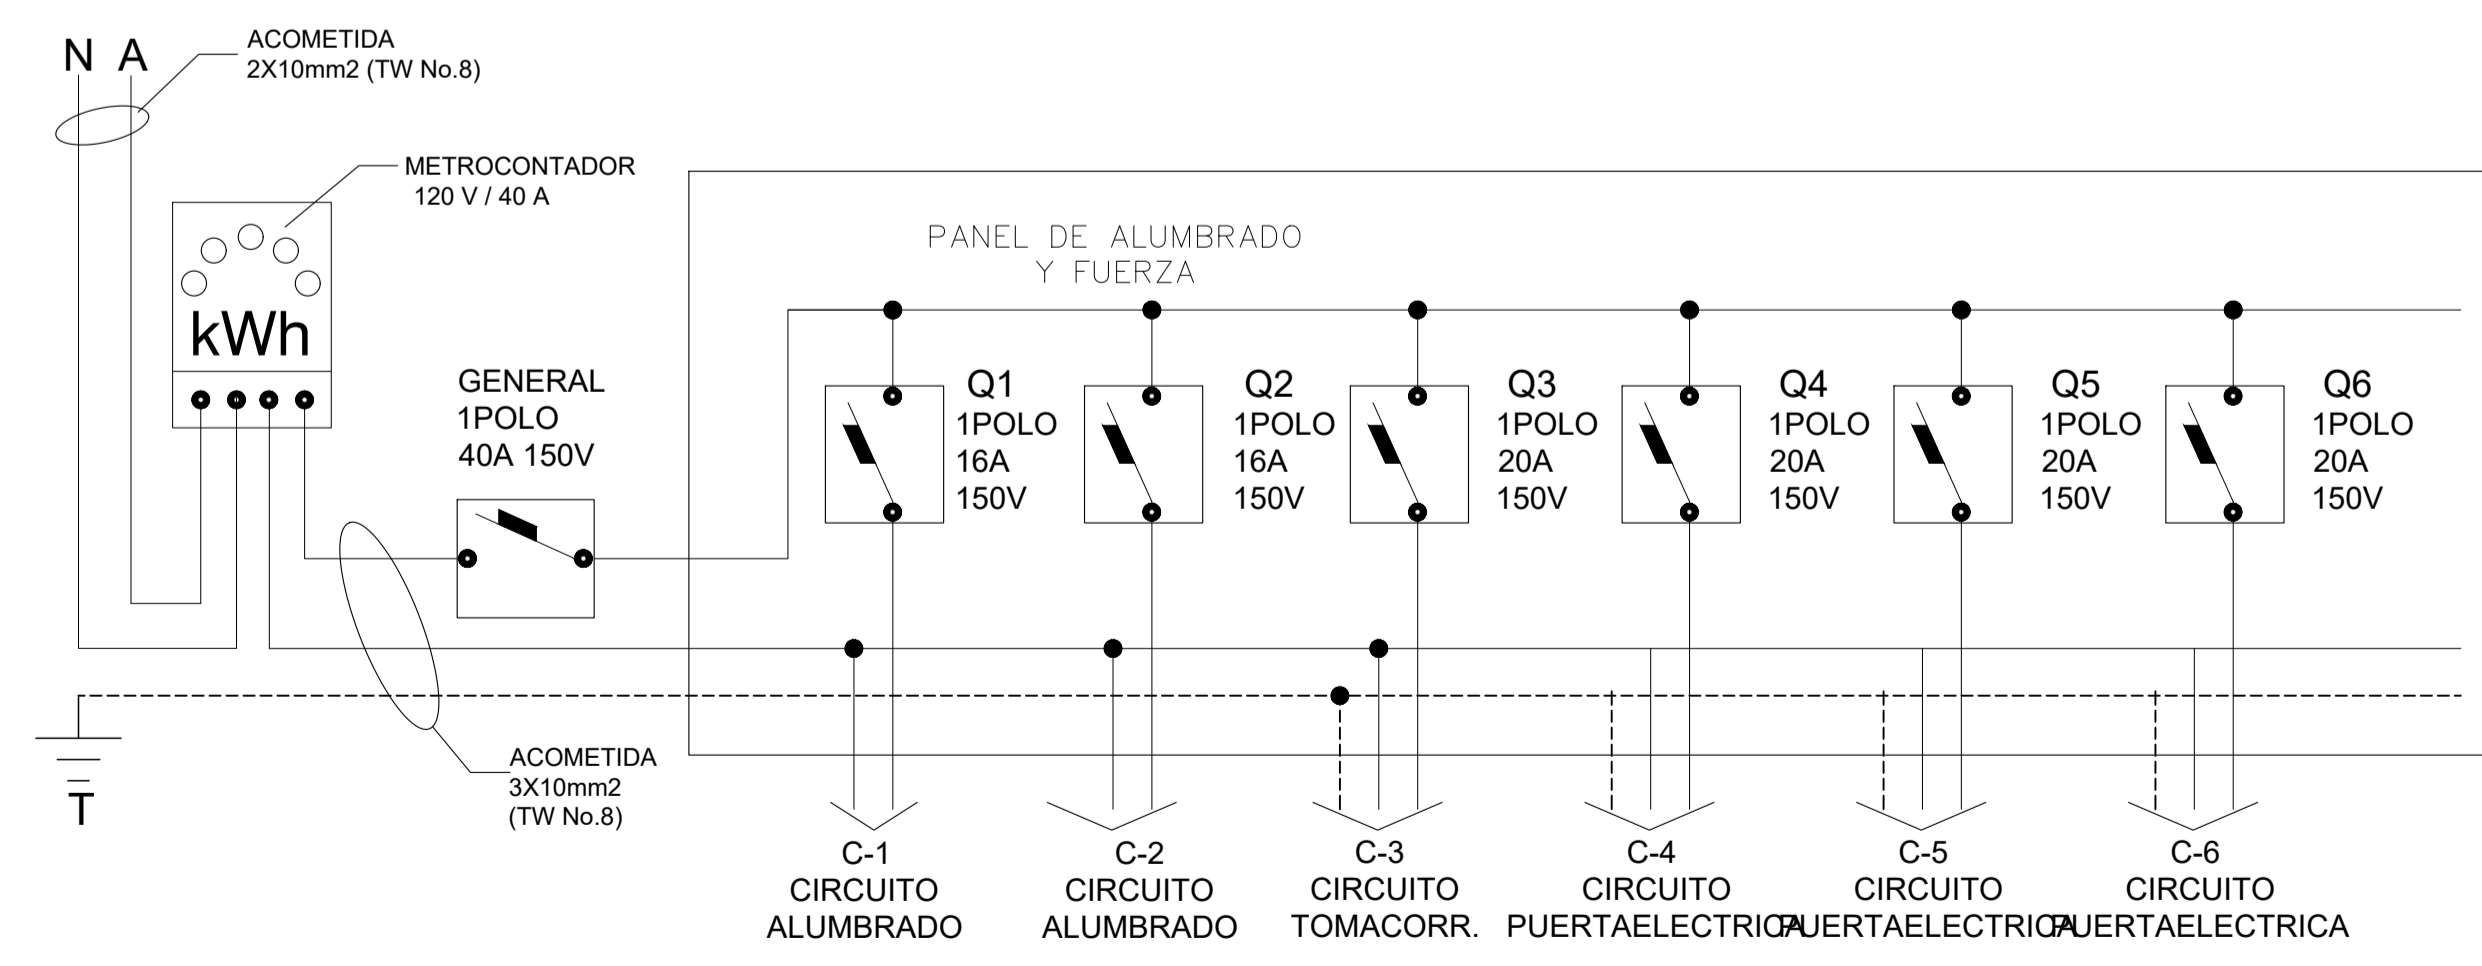 N A
ACOMETIDA
2X10mm2 (TW No.8)
METROCONTADOR
120 V / 40 A
kWh
GENERAL
1POLO
40A 150V
PANEL DE ALUMBRADO
Y FUERZA
Q1
1POLO
16A
150V
Q2
1POLO
16A
150V
Q3
1POLO
20A
150V
Q4
1POLO
20A
150V
Q5
1POLO
20A
150V
Q6
1POLO
20A
150V
T
ACOMETIDA
3X10mm2
(TW No.8)
C-1
CIRCUITO
ALUMBRADO
C-2
CIRCUITO
ALUMBRADO
C-3
CIRCUITO
TOMACORR.
C-4
CIRCUITO
PUERTAELECTRICA
C-5
CIRCUITO
PUERTAELECTRICA
C-6
CIRCUITO
PUERTAELECTRICA